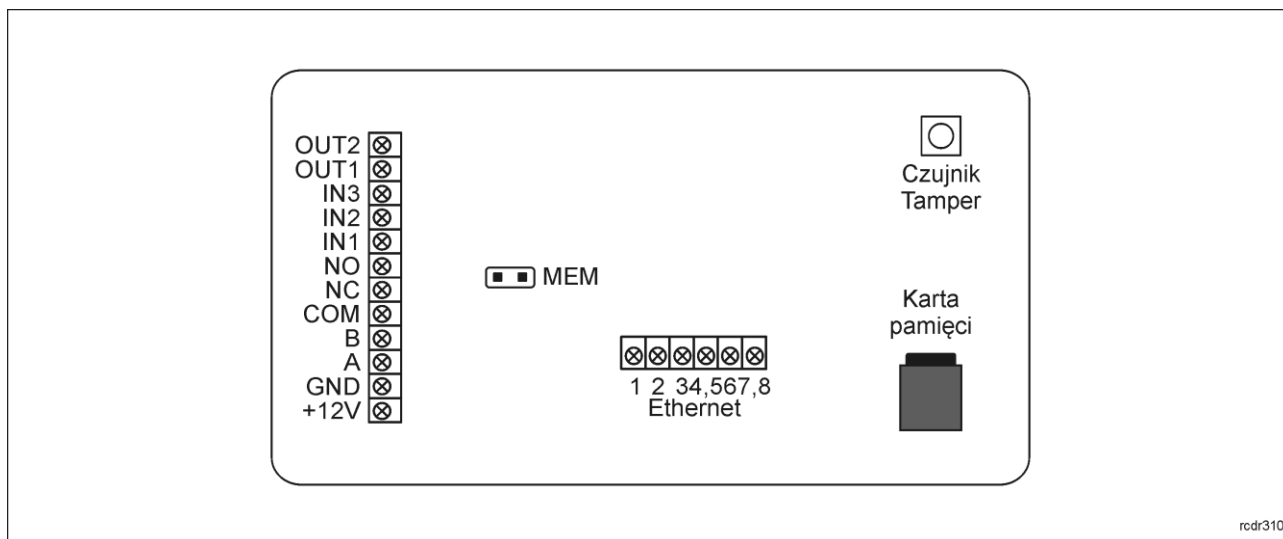 OUT2
OUT1
IN3
IN2
IN1
NO
NC
COM
B
A
GND
+12V
MEM
1 2 34,567,8
Ethernet
Czujnik
Tamper
Karta
pamięci
rcdr310